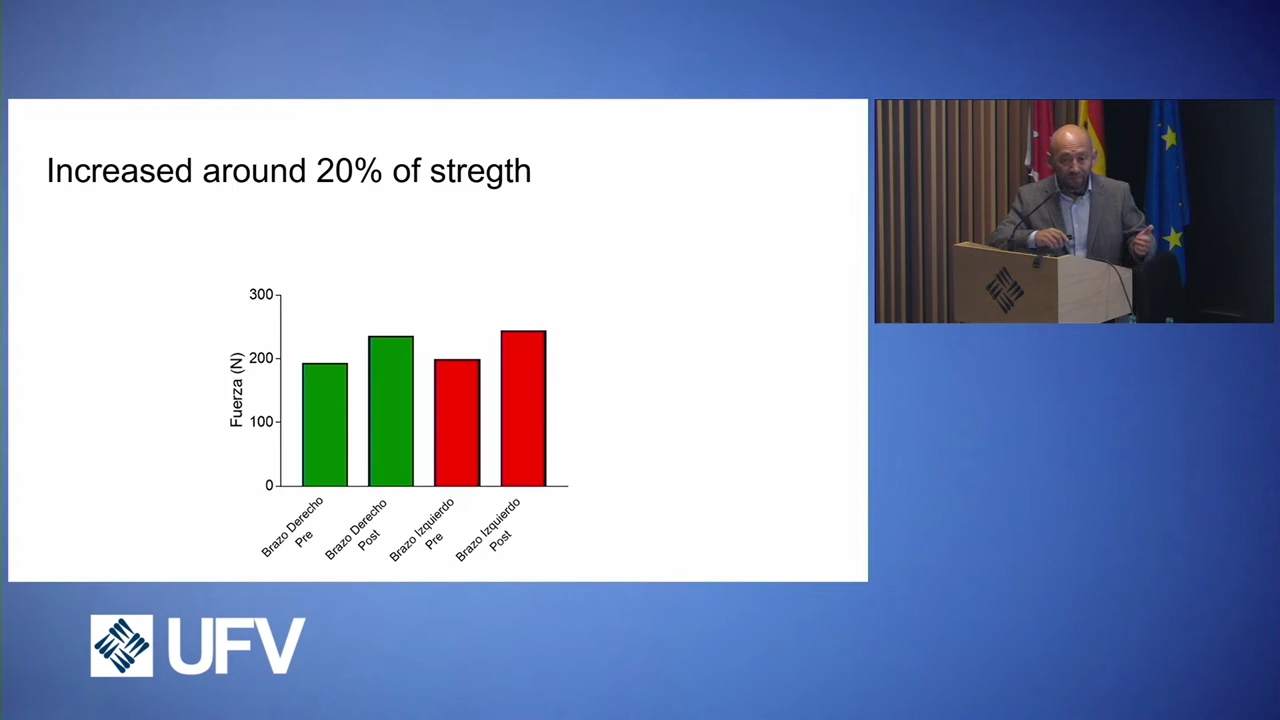 Increased around 20% of stregth
300
200
100
0
Fuerza (N)
Brazo Derecho
Pre
Brazo Derecho
Post
Brazo Izquierdo
Pre
Brazo Izquierdo
Post
UFV